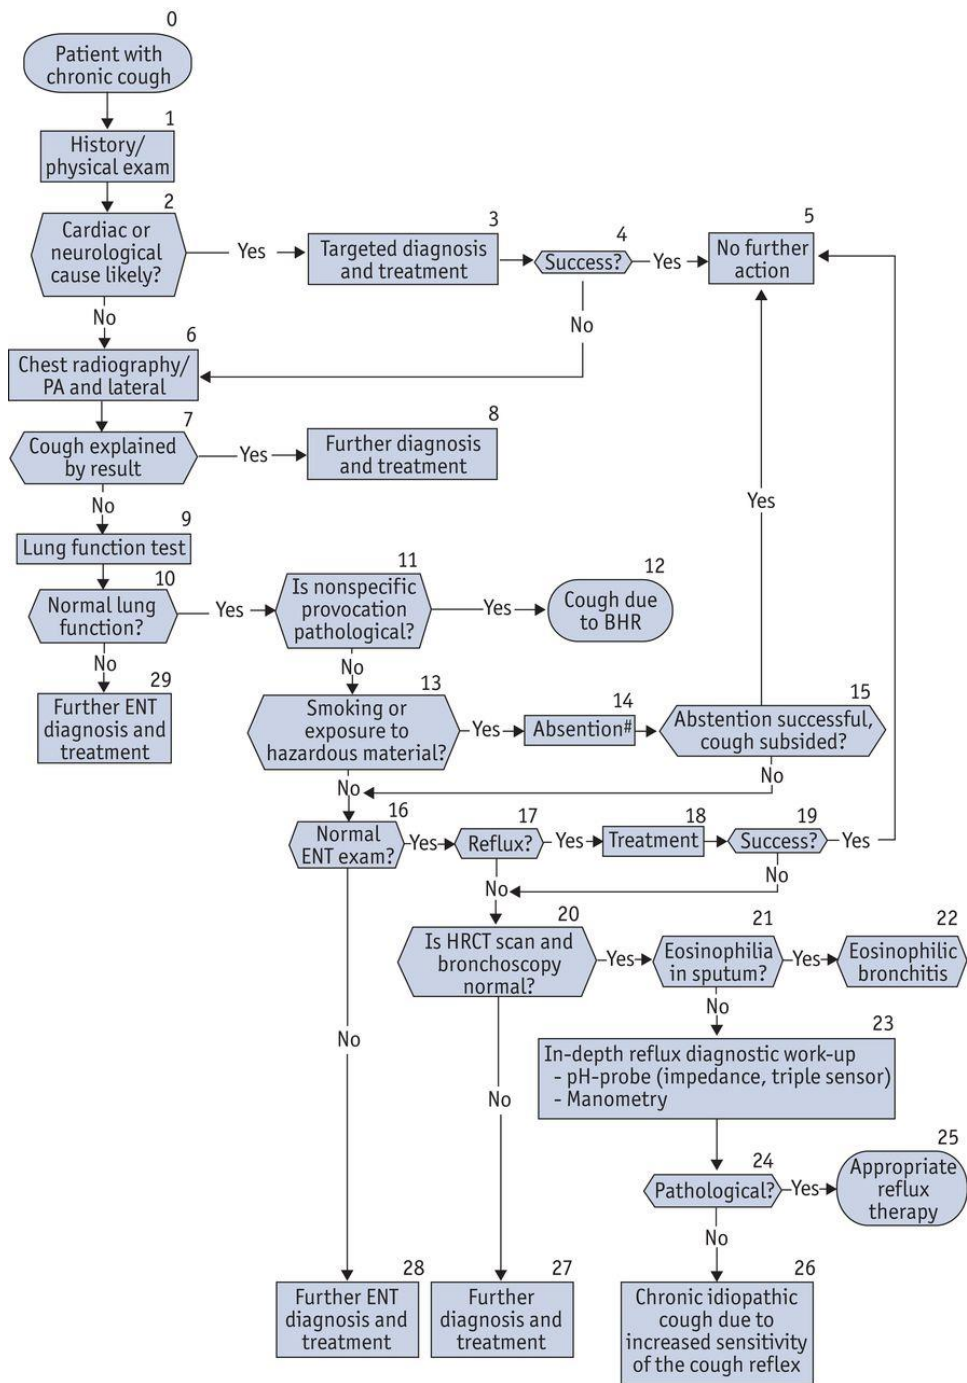 0
Patient with
chronic cough
1
History/
physical exam
2
Cardiac or
neurological
cause likely?
Yes
3
Targeted diagnosis
and treatment
4
Success?
Yes
5
No further
action
No
No
6
Chest radiography/
PA and lateral
7
Cough explained
by result
Yes
8
Further diagnosis
and treatment
No
9
Lung function test
10
Normal lung
function?
Yes
11
Is nonspecific
provocation
pathological?
Yes
12
Cough due
to BHR
No
29
Further ENT
diagnosis and
treatment
No
13
Smoking or
exposure to
hazardous material?
Yes
14
Absention#
15
Abstention successful,
cough subsided?
Yes
No
No
16
Normal
ENT exam?
Yes
17
Reflux?
Yes
18
Treatment
19
Success?
Yes
No
No
20
Is HRCT scan and
bronchoscopy
normal?
Yes
21
Eosinophilia
in sputum?
Yes
22
Eosinophilic
bronchitis
No
23
In-depth reflux diagnostic work-up
- pH-probe (impedance, triple sensor)
- Manometry
No
No
24
Pathological?
Yes
25
Appropriate
reflux
therapy
No
28
Further ENT
diagnosis and
treatment
27
Further
diagnosis and
treatment
26
Chronic idiopathic
cough due to
increased sensitivity
of the cough reflex